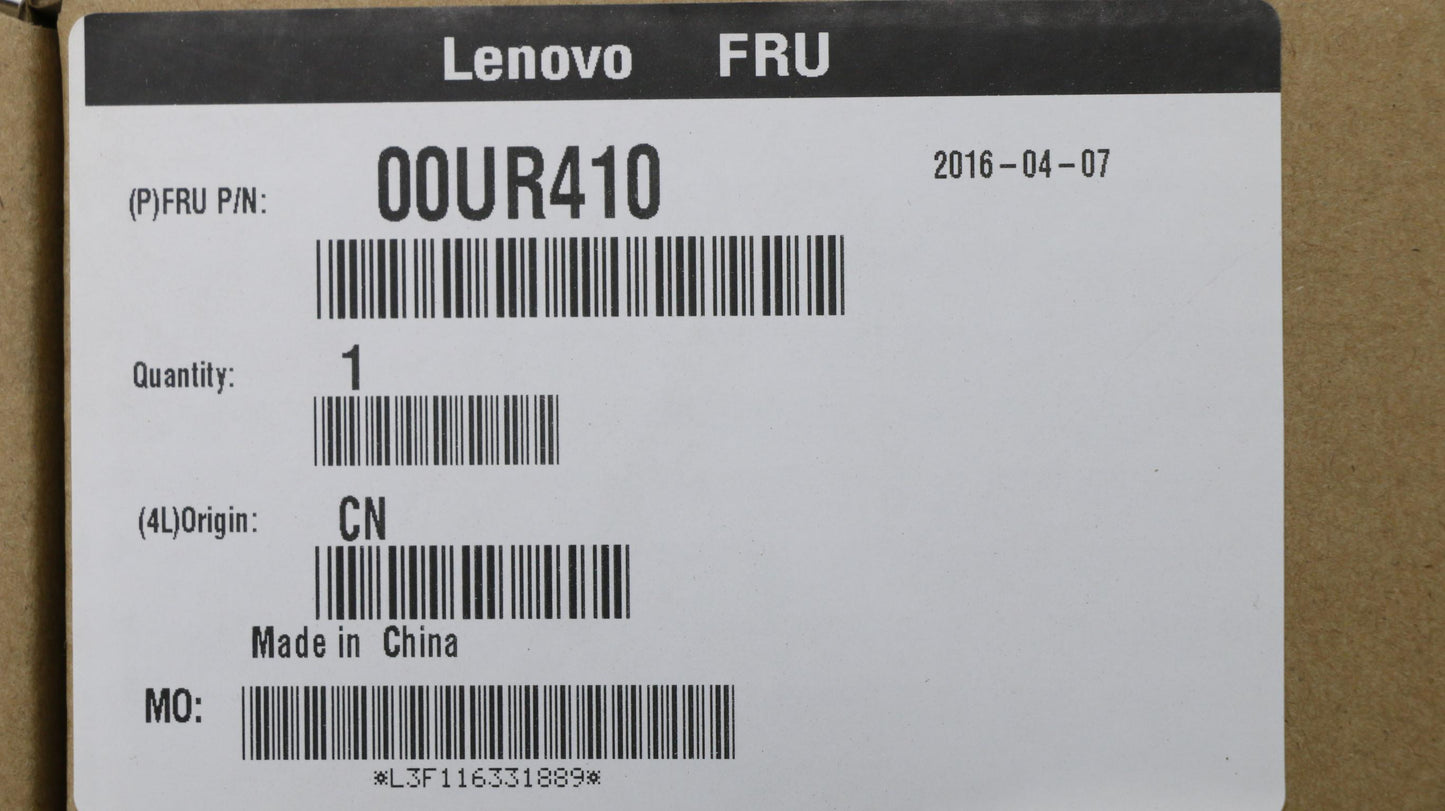 Lenovo FRU
(P)FRU P/N: 00UR410 2016-04-07
Quantity: 1
(4L)Origin: CN
Made in China
MO:
*L3F116331889*